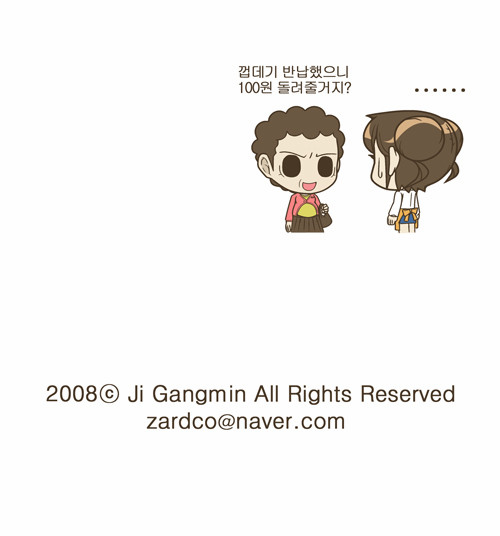 껍데기 반납했으니
100원 돌려줄거지?
......
2008ⓒ Ji Gangmin All Rights Reserved
zardco@naver.com